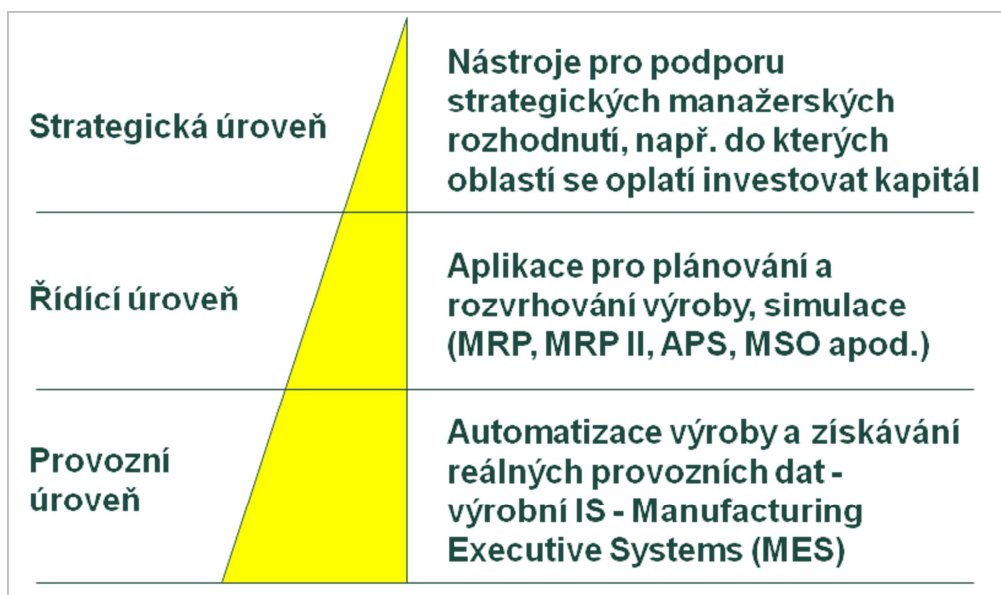 Strategická úroveň
Nástroje pro podporu
strategických manažerských
rozhodnutí, např. do kterých
oblastí se oplatí investovat kapitál
Řídící úroveň
Aplikace pro plánování a
rozvrhování výroby, simulace
(MRP, MRP II, APS, MSO apod.)
Provozní
úroveň
Automatizace výroby a získávání
reálných provozních dat -
výrobní IS - Manufacturing
Executive Systems (MES)